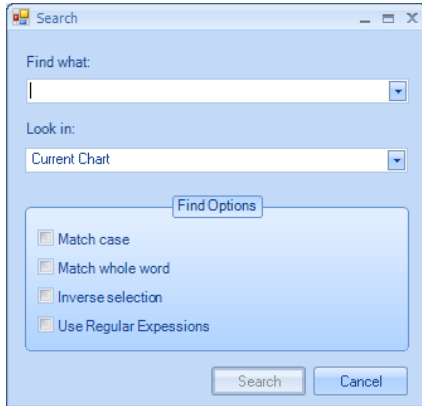 Search
Find what:
Look in:
Current Chart
Find Options
Match case
Match whole word
Inverse selection
Use Regular Expessions
Search Cancel